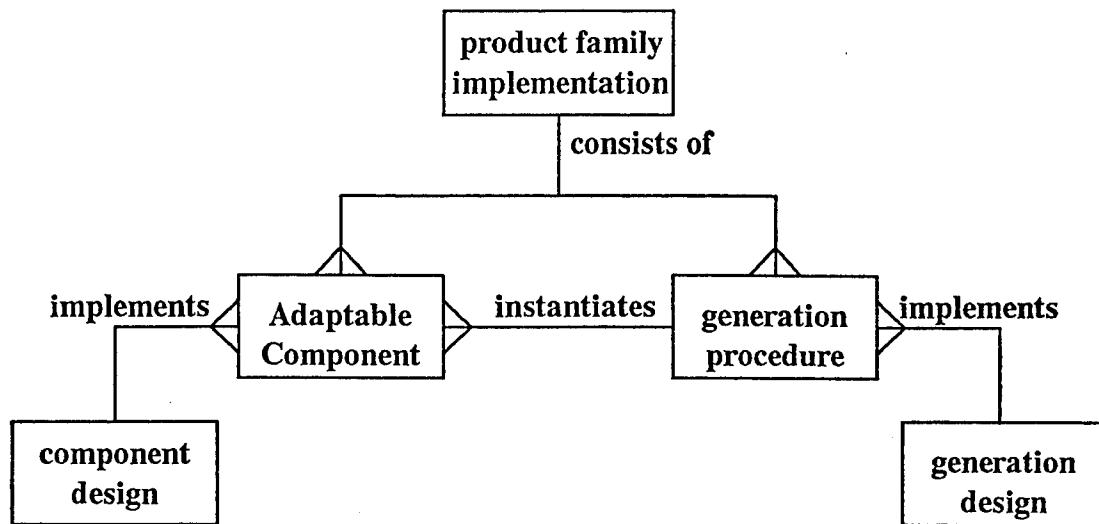 product family
implementation
consists of
implements
Adaptable
Component
instantiates
generation
procedure
implements
component
design
generation
design